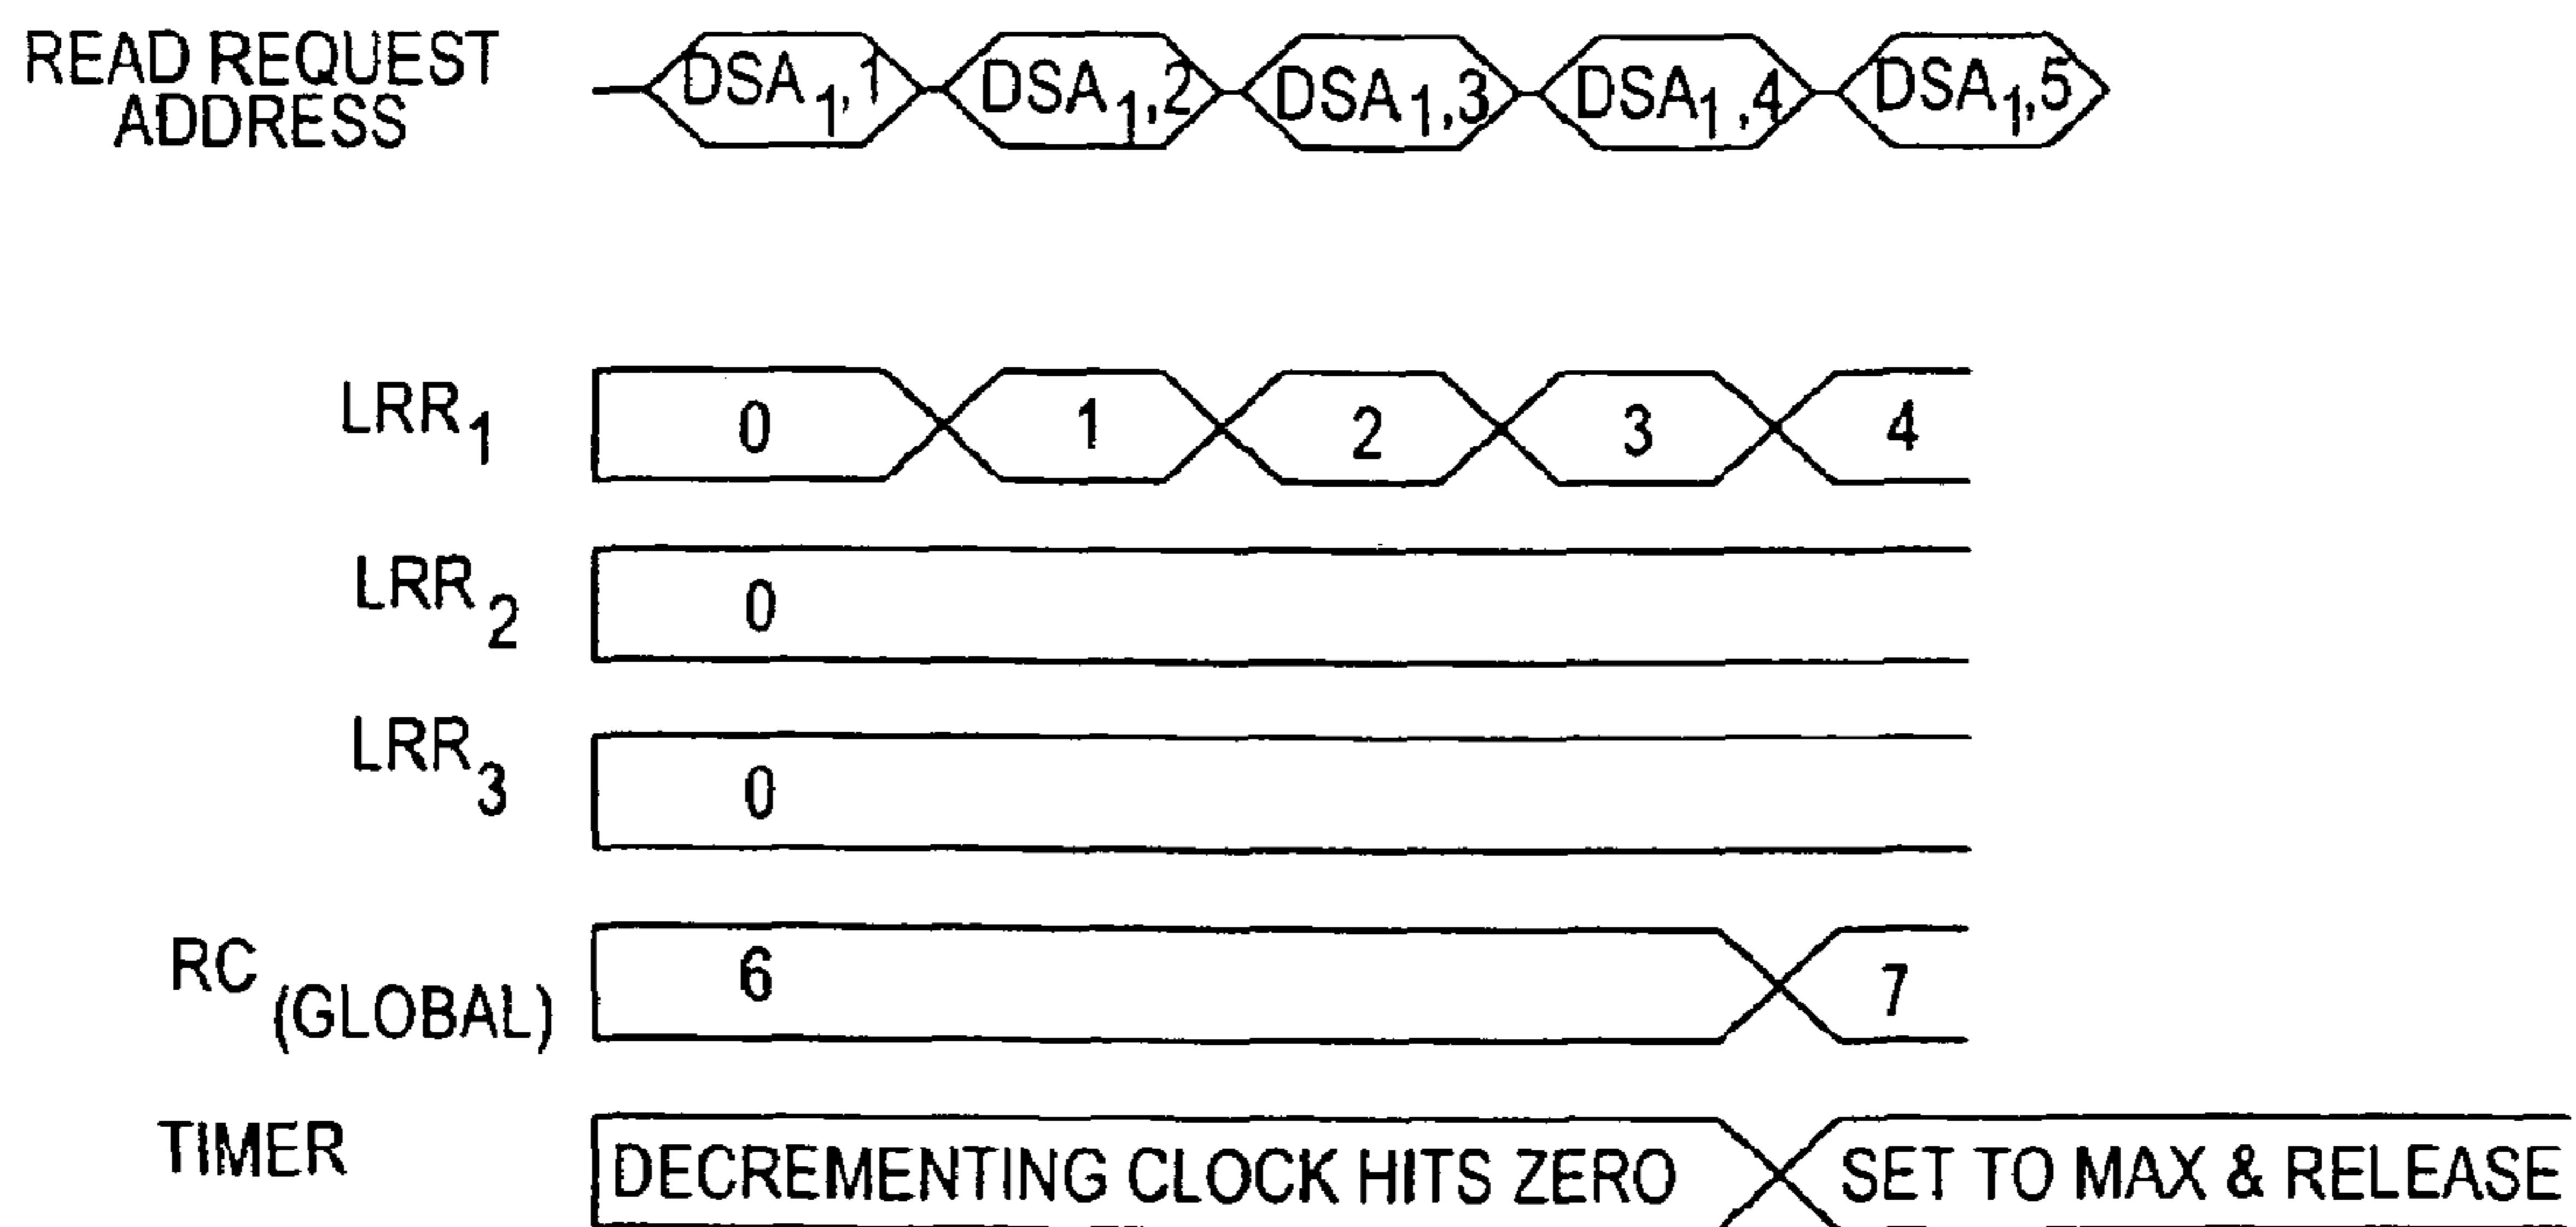 READ REQUEST
ADDRESS
DSA1,1 DSA1,2 DSA1,3 DSA1,4 DSA1,5
LRR1 0 1 2 3 4
LRR2 0
LRR3 0
RC(GLOBAL) 6 7
TIMER DECREMENTING CLOCK HITS ZERO SET TO MAX & RELEASE